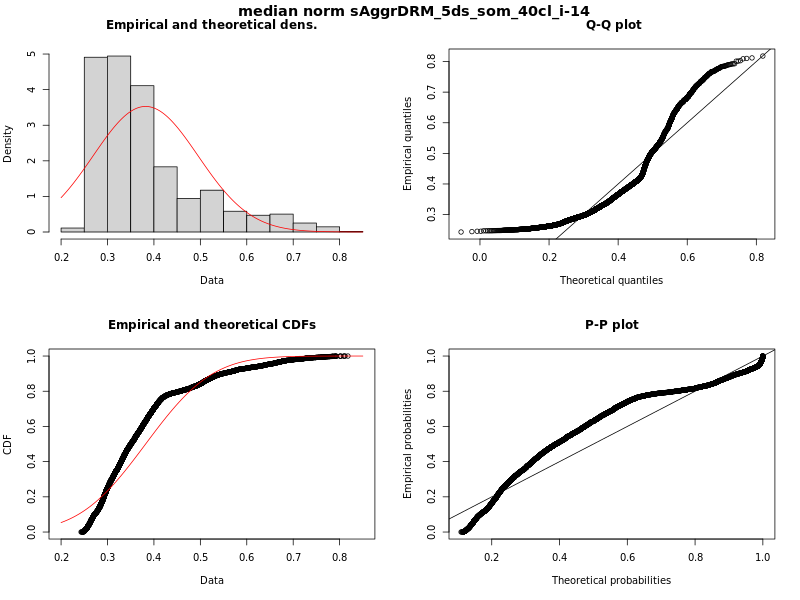 median norm sAggrDRM_5ds_som_40cl_i-14
Empirical and theoretical dens.
Density
0 1 2 3 4 5
0.2 0.3 0.4 0.5 0.6 0.7 0.8
Data
Q-Q plot
Empirical quantiles
0.3 0.4 0.5 0.6 0.7 0.8
0.0 0.2 0.4 0.6 0.8
Theoretical quantiles
Empirical and theoretical CDFs
CDF
0.0 0.2 0.4 0.6 0.8 1.0
0.2 0.3 0.4 0.5 0.6 0.7 0.8
Data
P-P plot
Empirical probabilities
0.0 0.2 0.4 0.6 0.8 1.0
0.2 0.4 0.6 0.8 1.0
Theoretical probabilities